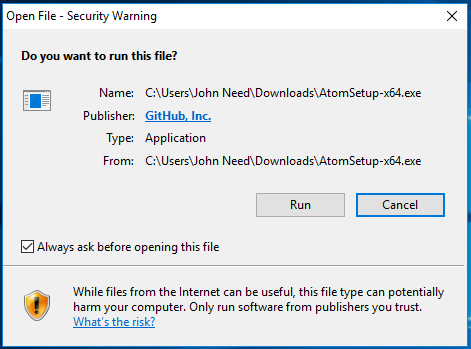 Open File - Security Warning
Do you want to run this file?
Name: C:\Users\John Need\Downloads\AtomSetup-x64.exe
Publisher: GitHub, Inc.
Type: Application
From: C:\Users\John Need\Downloads\AtomSetup-x64.exe
Run Cancel
Always ask before opening this file
While files from the Internet can be useful, this file type can potentially
harm your computer. Only run software from publishers you trust.
What's the risk?